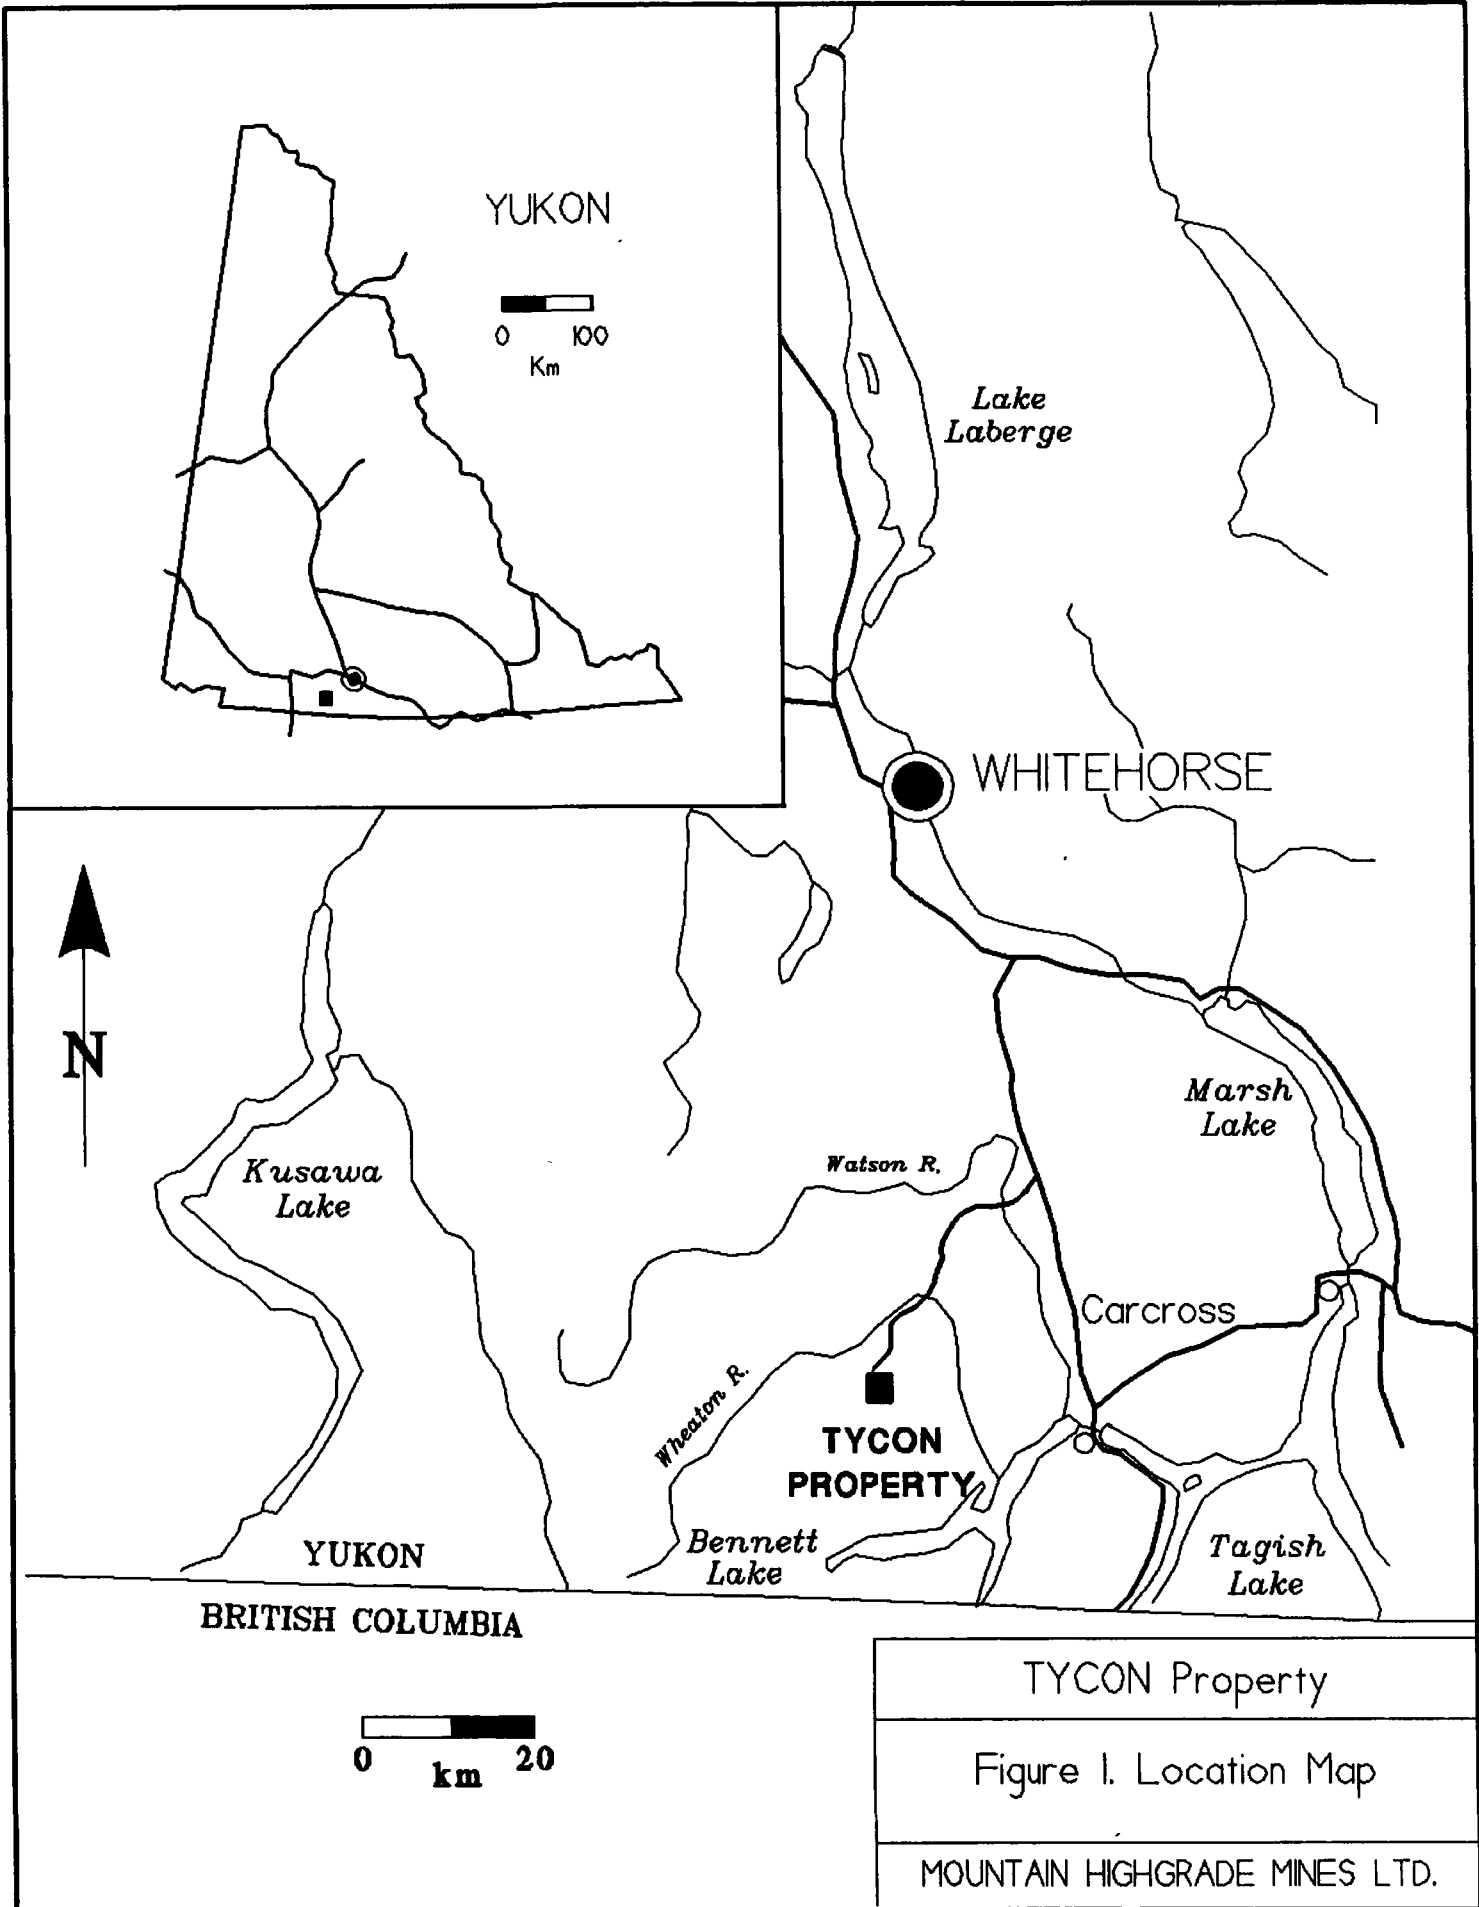 YUKON
0 100
Km
Lake
Laberge
WHITEHORSE
N
Kusawa
Lake
Watson R.
Marsh
Lake
Carcross
Wheaton R.
TYCON
PROPERTY
Bennett
Lake
Tagish
Lake
YUKON
BRITISH COLUMBIA
0 20
km
TYCON Property
Figure 1. Location Map
MOUNTAIN HIGHGRADE MINES LTD.